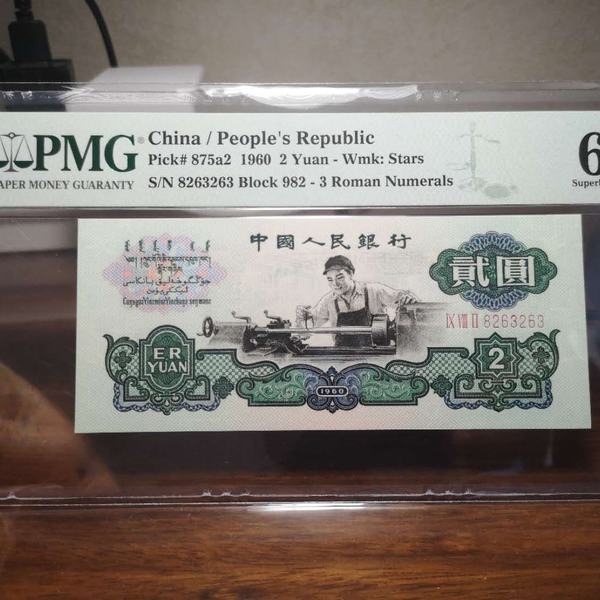 PMG® China / People's Republic
Pick# 875a2 1960 2 Yuan - Wmk: Stars
APER MONEY GUARANTY S/N 8263263 Block 982 - 3 Roman Numerals
6
Superb
中國人民銀行
貳圓
IX VIII II 8263263
ER
YUAN
2
1960